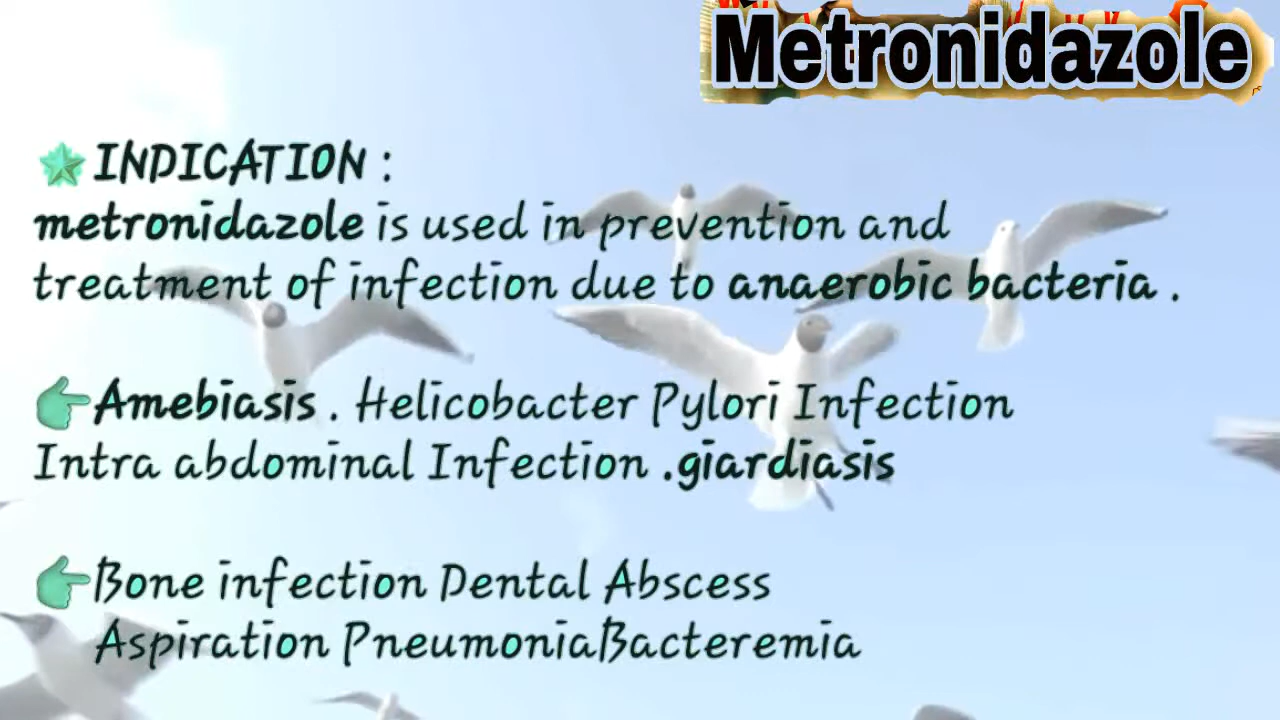 Metronidazole
INDICATION :
metronidazole is used in prevention and
treatment of infection due to anaerobic bacteria .
Amebiasis . Helicobacter Pylori Infection
Intra abdominal Infection .giardiasis
Bone infection Dental Abscess
Aspiration PneumoniaBacteremia